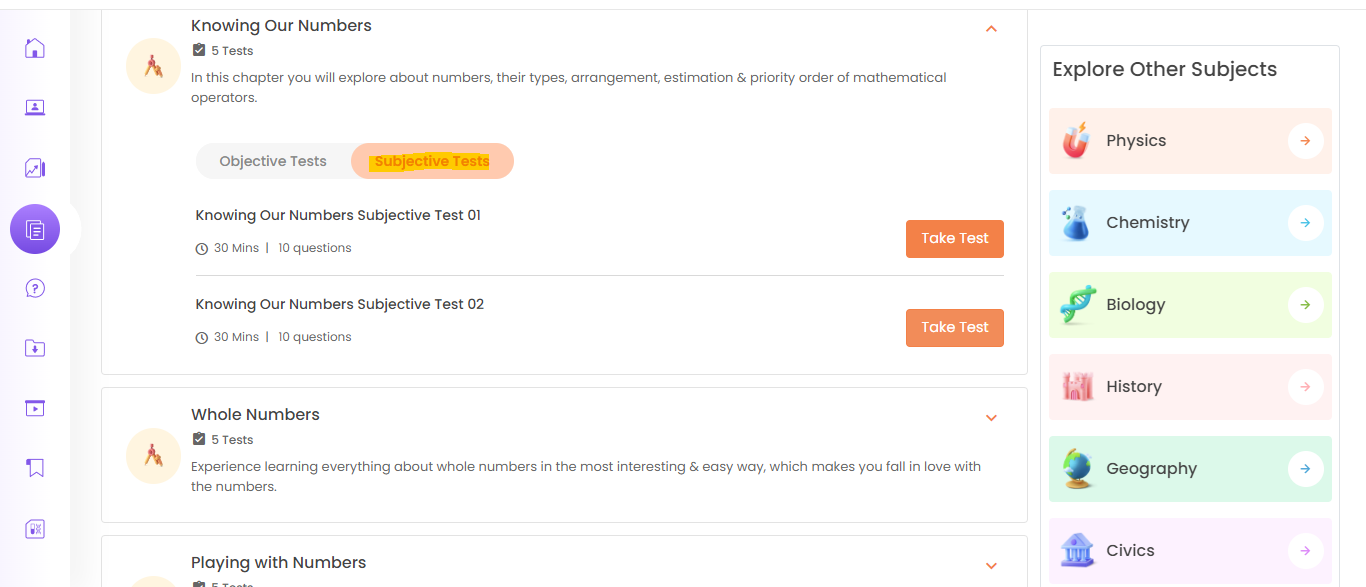 Knowing Our Numbers
5 Tests
In this chapter you will explore about numbers, their types, arrangement, estimation & priority order of mathematical
operators.
Objective Tests
Subjective Tests
Knowing Our Numbers Subjective Test 01
30 Mins | 10 questions
Take Test
Knowing Our Numbers Subjective Test 02
30 Mins | 10 questions
Take Test
Whole Numbers
5 Tests
Experience learning everything about whole numbers in the most interesting & easy way, which makes you fall in love with
the numbers.
Playing with Numbers
5 Tests
Explore Other Subjects
Physics
Chemistry
Biology
History
Geography
Civics